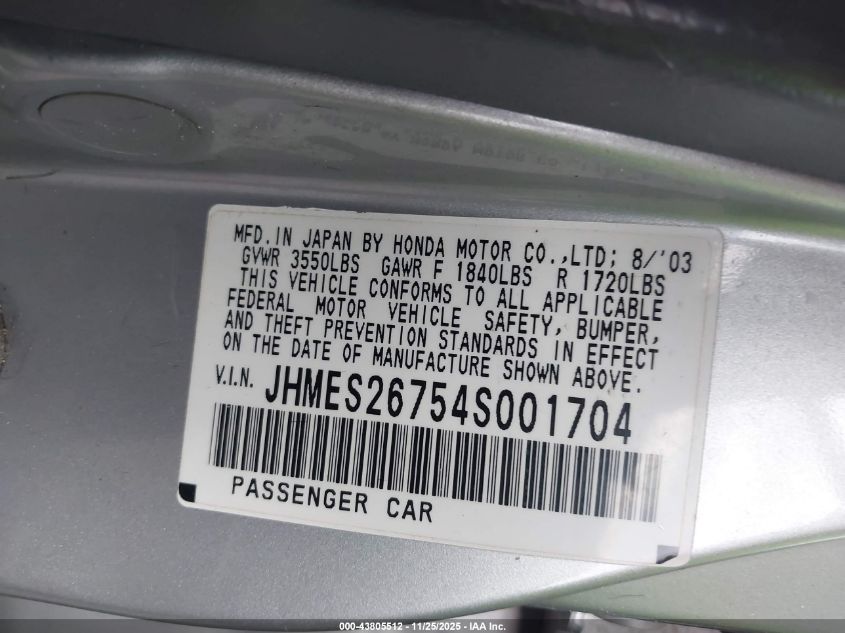 MFD. IN JAPAN BY HONDA MOTOR CO.,LTD; 8/'03
GVWR 3550LBS GAWR F 1840LBS R 1720LBS
THIS VEHICLE CONFORMS TO ALL APPLICABLE
FEDERAL MOTOR VEHICLE SAFETY, BUMPER,
AND THEFT PREVENTION STANDARDS IN EFFECT
ON THE DATE OF MANUFACTURE SHOWN ABOVE.
V.I.N. JHMES26754S001704
PASSENGER CAR
000-43805512 - 11/25/2025 - IAA Inc.